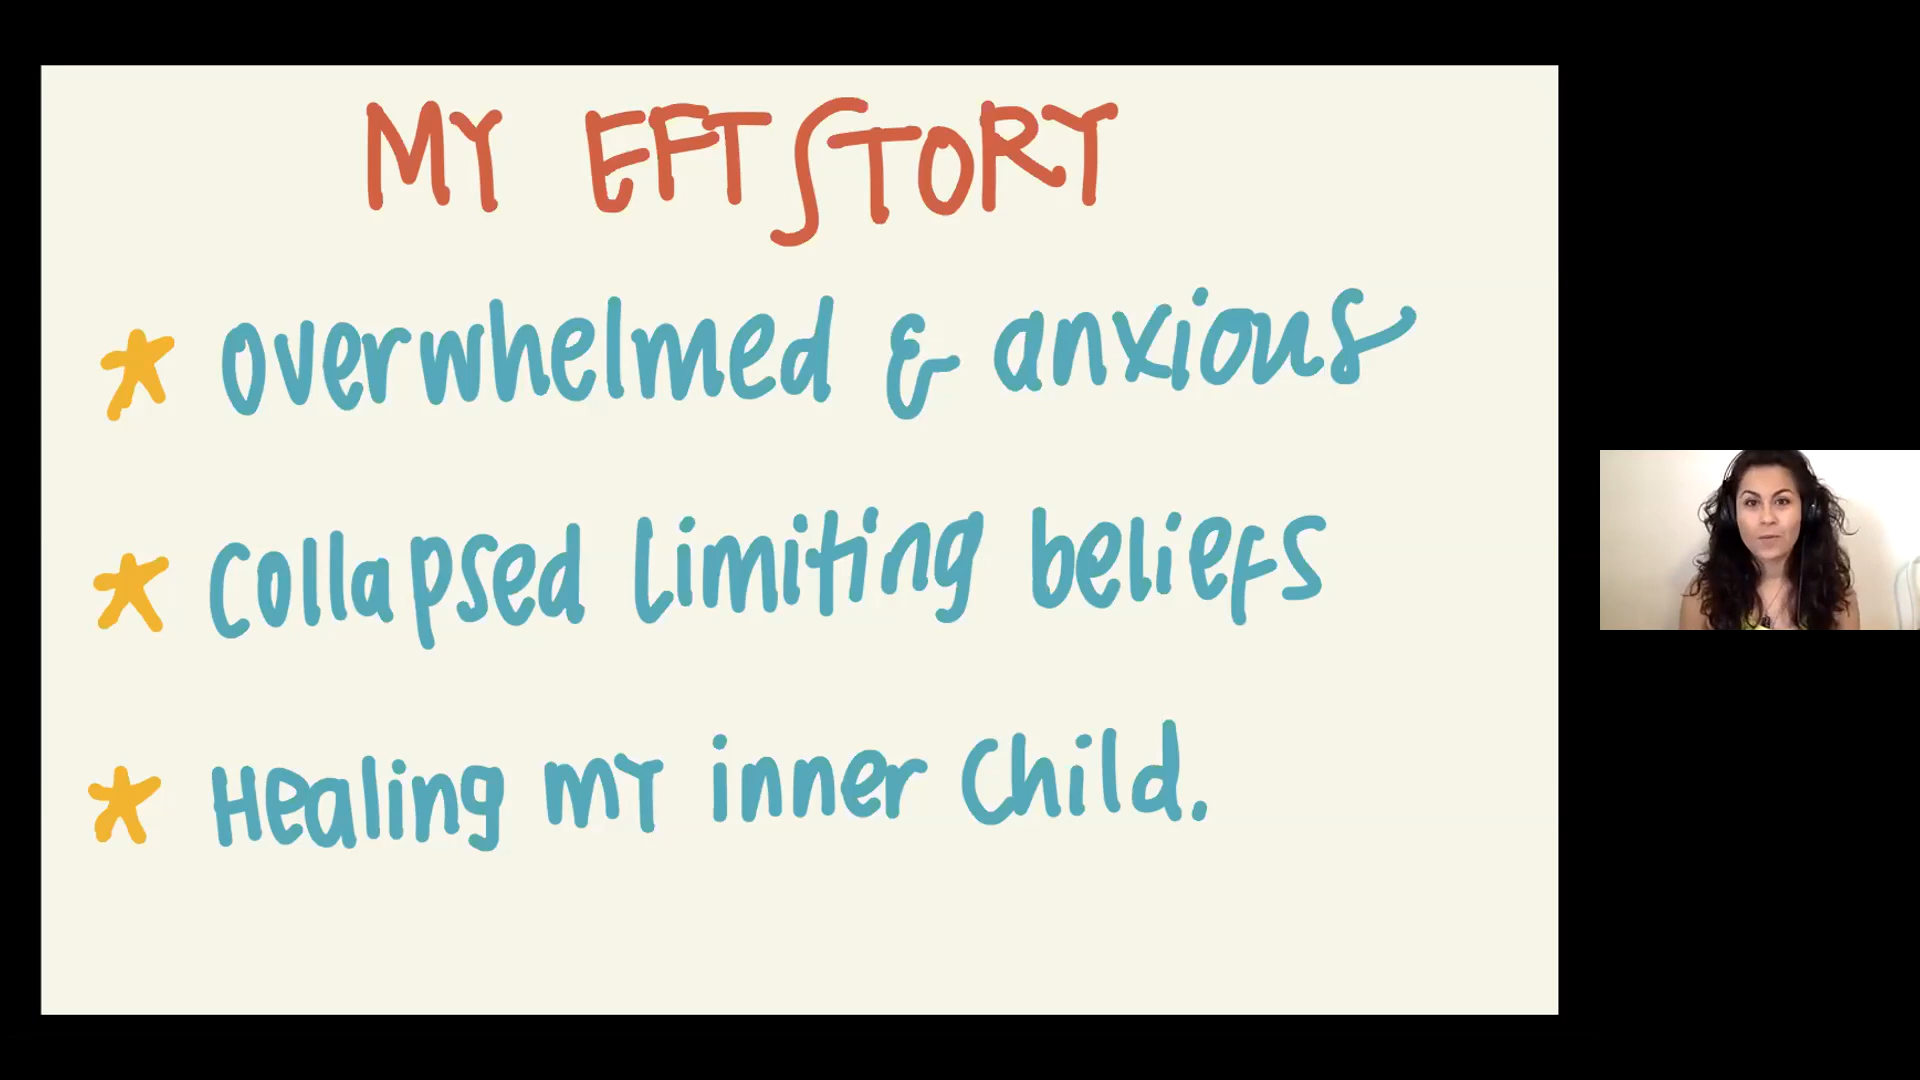 MY EFT STORY
Overwhelmed & anxious
Collapsed limiting beliefs
Healing my inner child.